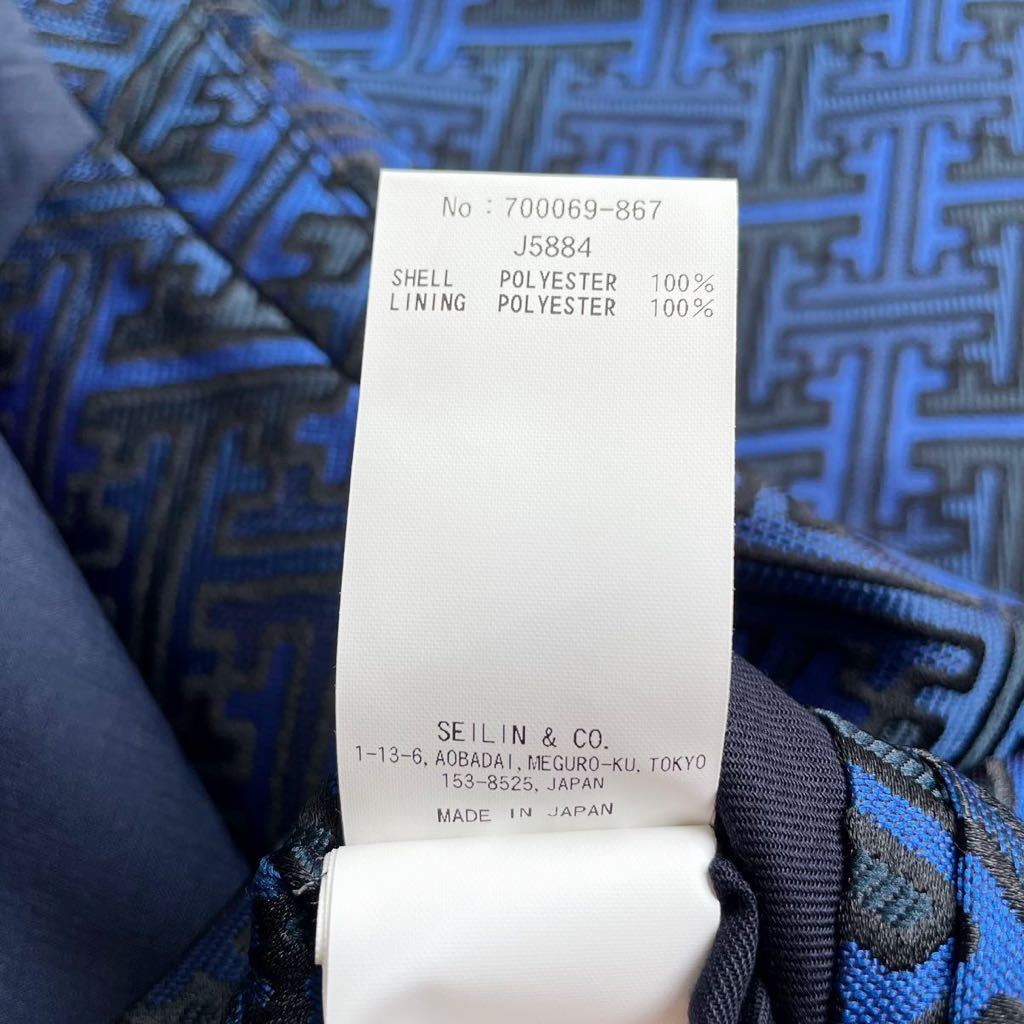 No : 700069-867
J5884
SHELL POLYESTER 100%
LINING POLYESTER 100%
SEILIN & CO.
1-13-6, AOBADAI, MEGURO-KU, TOKYO
153-8525, JAPAN
MADE IN JAPAN